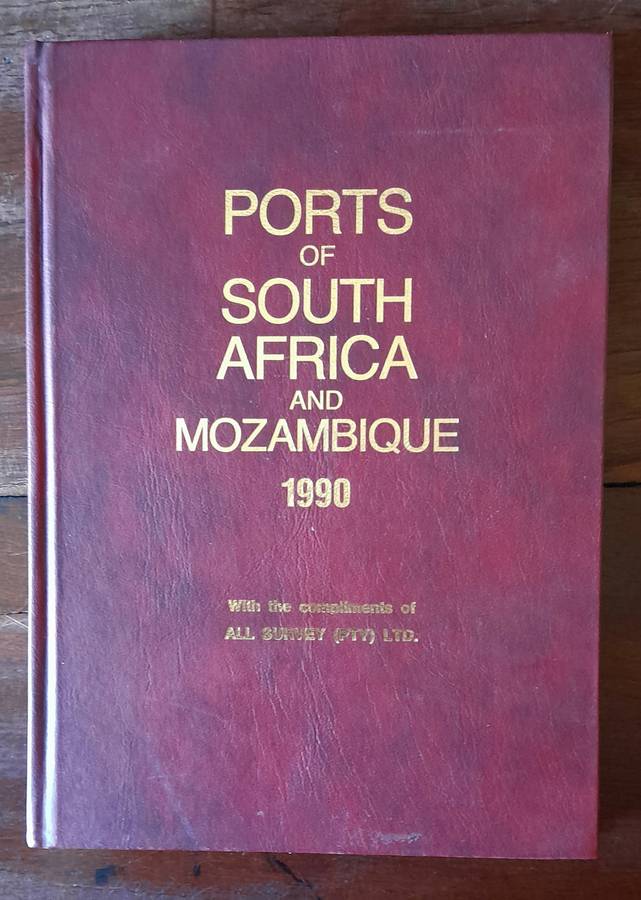 PORTS
OF
SOUTH
AFRICA
AND
MOZAMBIQUE
1990
With the compliments of
ALL SURVEY (PTY) LTD.